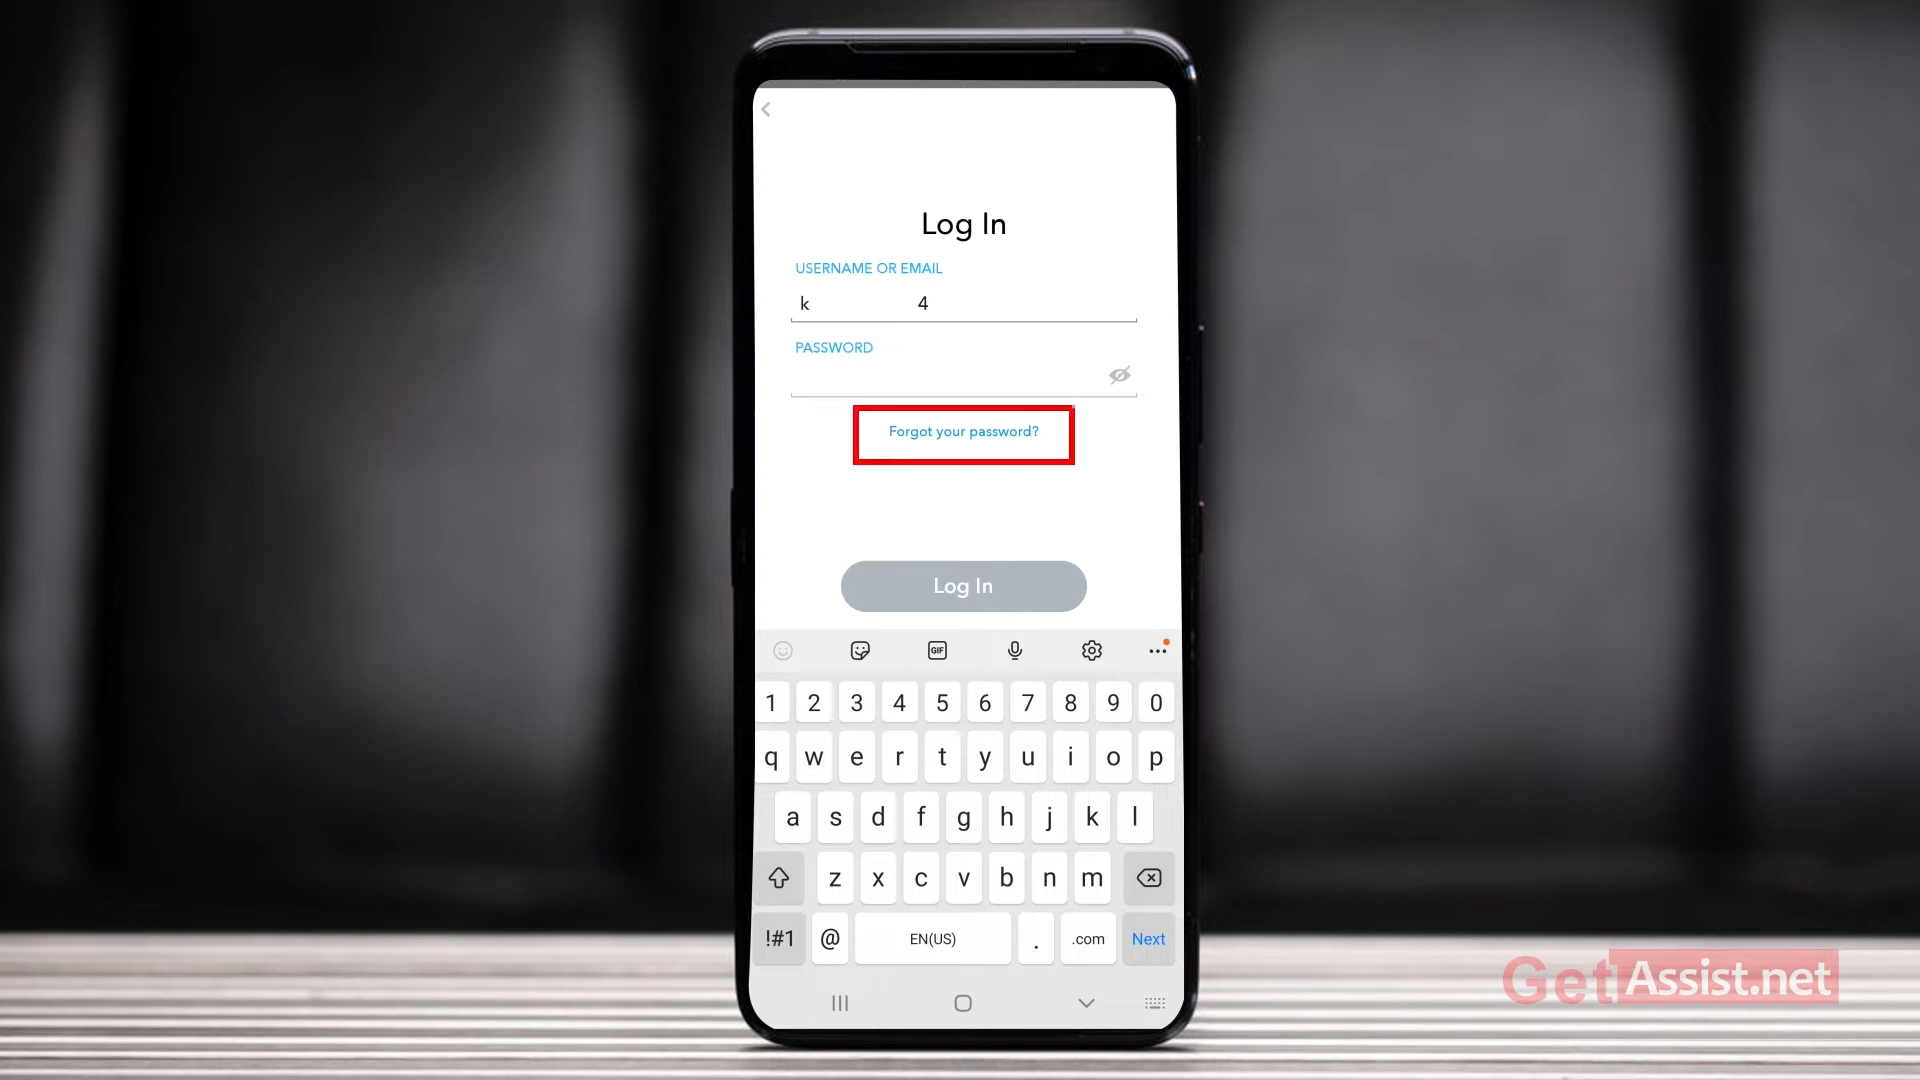 Log In
USERNAME OR EMAIL
k 4
PASSWORD
Forgot your password?
Log In
GIF
1 2 3 4 5 6 7 8 9 0
q w e r t y u i o p
a s d f g h j k l
z x c v b n m
!#1 @ EN(US) . .com Next
GetAssist.net